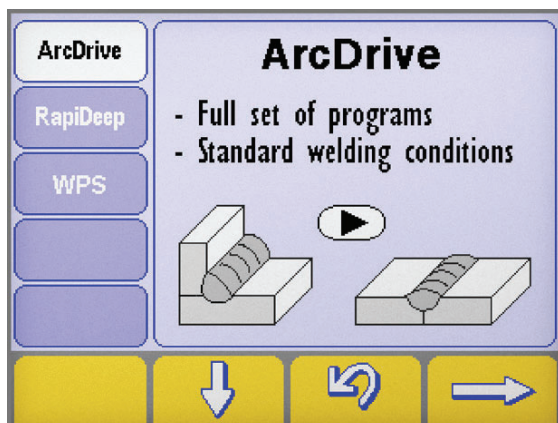 ArcDrive
RapiDeep
WPS
ArcDrive
- Full set of programs
- Standard welding conditions